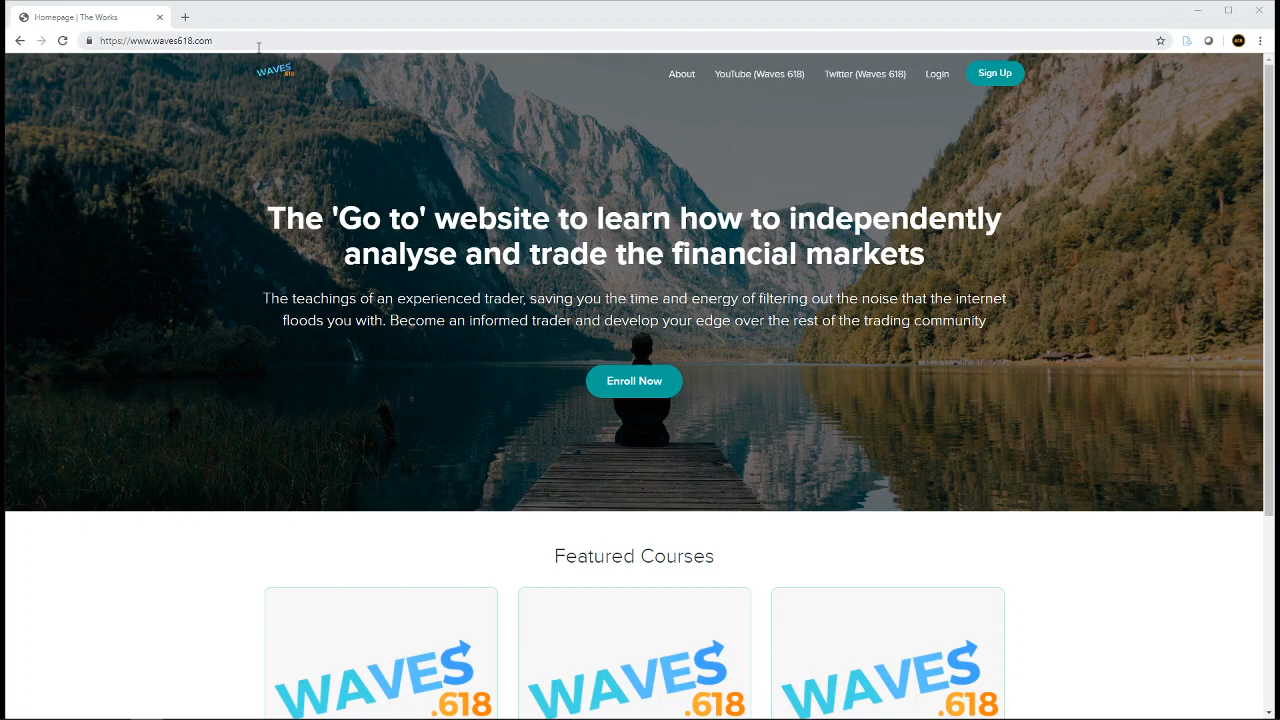 Homepage | The Works
https://www.waves618.com
WAVES
.618
About
YouTube (Waves 618)
Twitter (Waves 618)
Login
Sign Up
The 'Go to' website to learn how to independently
analyse and trade the financial markets
The teachings of an experienced trader, saving you the time and energy of filtering out the noise that the internet
floods you with. Become an informed trader and develop your edge over the rest of the trading community
Enroll Now
Featured Courses
WAVES
.618
WAVES
.618
WAVES
.618